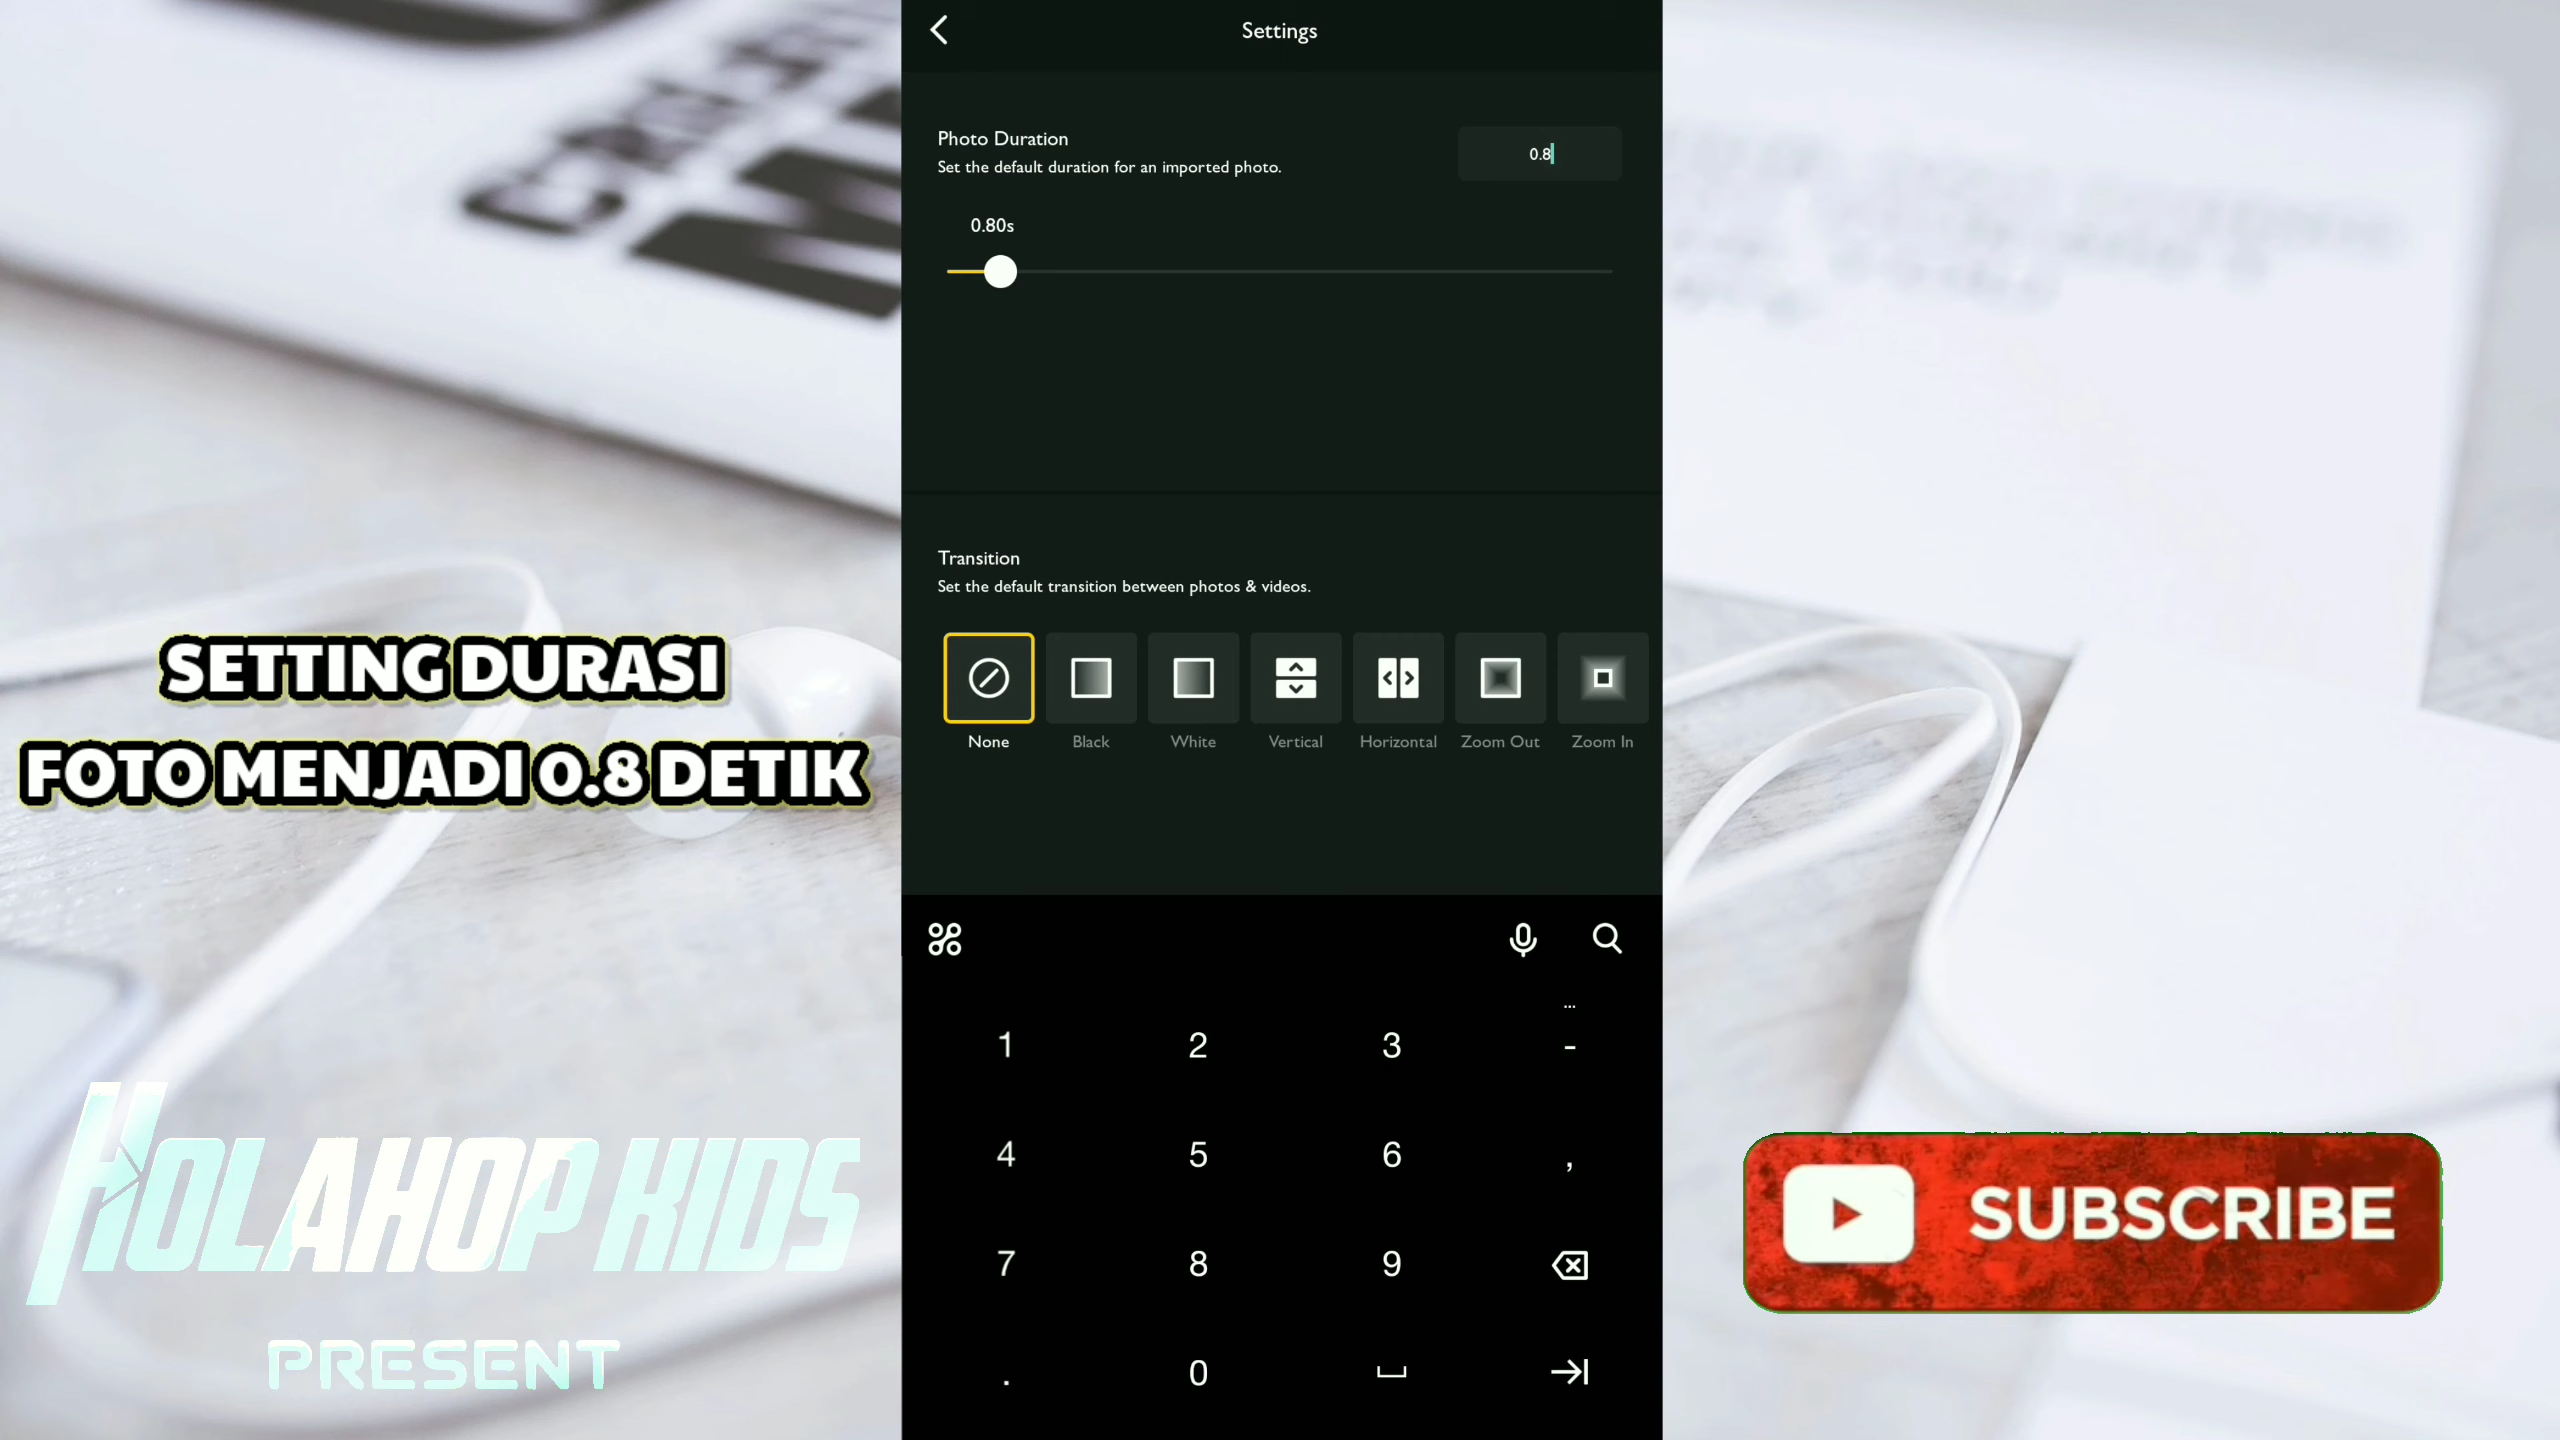 Settings
Photo Duration
Set the default duration for an imported photo.
0.8
0.80s
Transition
Set the default transition between photos & videos.
None
Black
White
Vertical
Horizontal
Zoom Out
Zoom In
SETTING DURASI
FOTO MENJADI 0.8 DETIK
HOLAHOP KIDS
PRESENT
...
1 2 3 -
4 5 6 ,
7 8 9
. 0
SUBSCRIBE